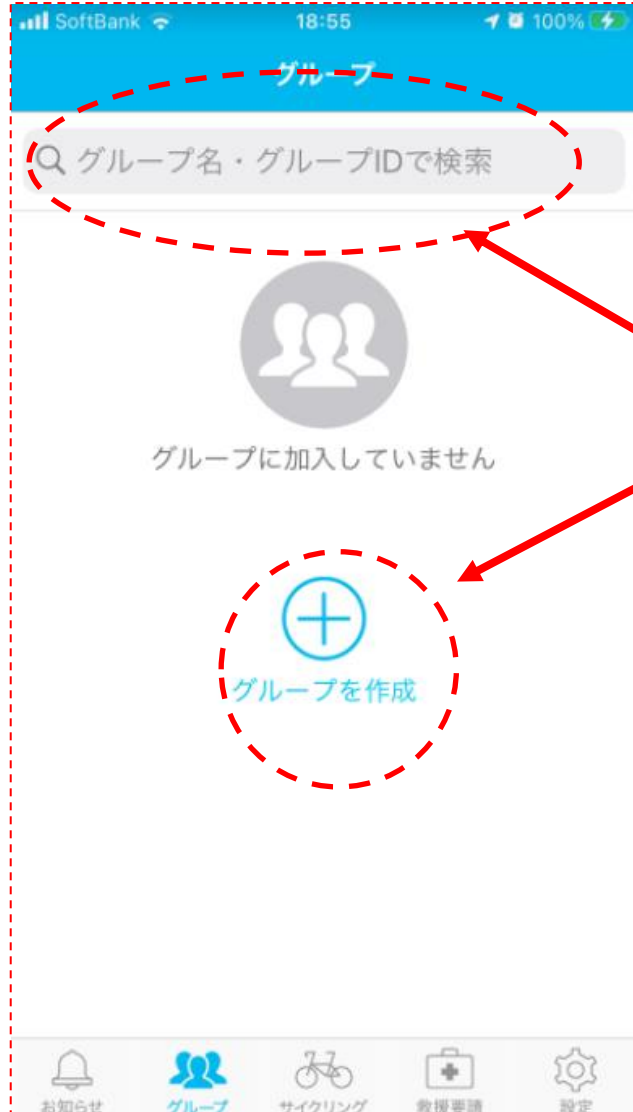 SoftBank 18:55 100%
グループ
グループ名・グループIDで検索
グループに加入していません
グループを作成
お知らせ グループ サイクリング 救援要請 設定